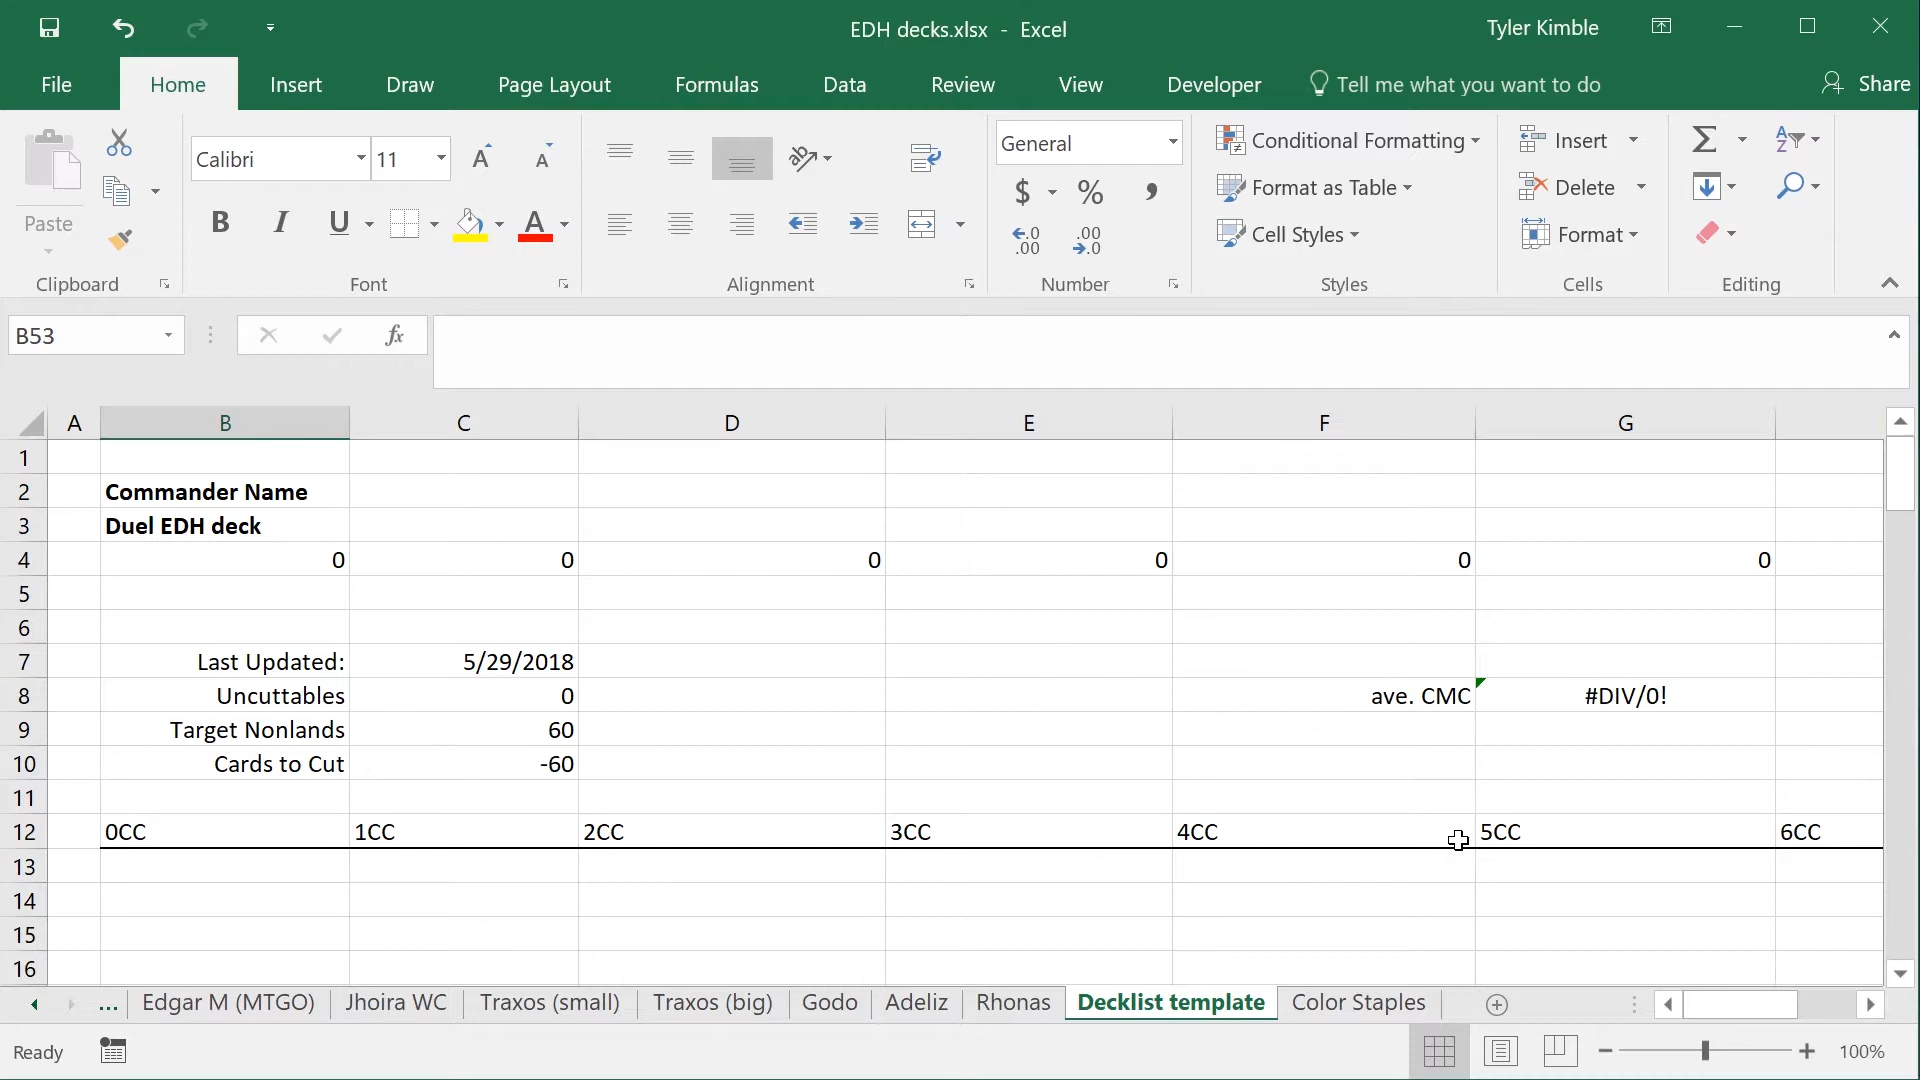 EDH decks.xlsx - Excel
Tyler Kimble
File Home Insert Draw Page Layout Formulas Data Review View Developer Tell me what you want to do Share
Paste
Clipboard
Calibri 11
B I U A
Font
Alignment
General
$ % ,
Number
Conditional Formatting
Format as Table
Cell Styles
Styles
Insert
Delete
Format
Cells
Editing
B53 fx
A B C D E F G
1
2 Commander Name
3 Duel EDH deck
4 0 0 0 0 0 0
5
6
7 Last Updated: 5/29/2018
8 Uncuttables 0 ave. CMC #DIV/0!
9 Target Nonlands 60
10 Cards to Cut -60
11
12 0CC 1CC 2CC 3CC 4CC 5CC 6CC
13
14
15
16
... Edgar M (MTGO) Jhoira WC Traxos (small) Traxos (big) Godo Adeliz Rhonas Decklist template Color Staples
Ready 100%